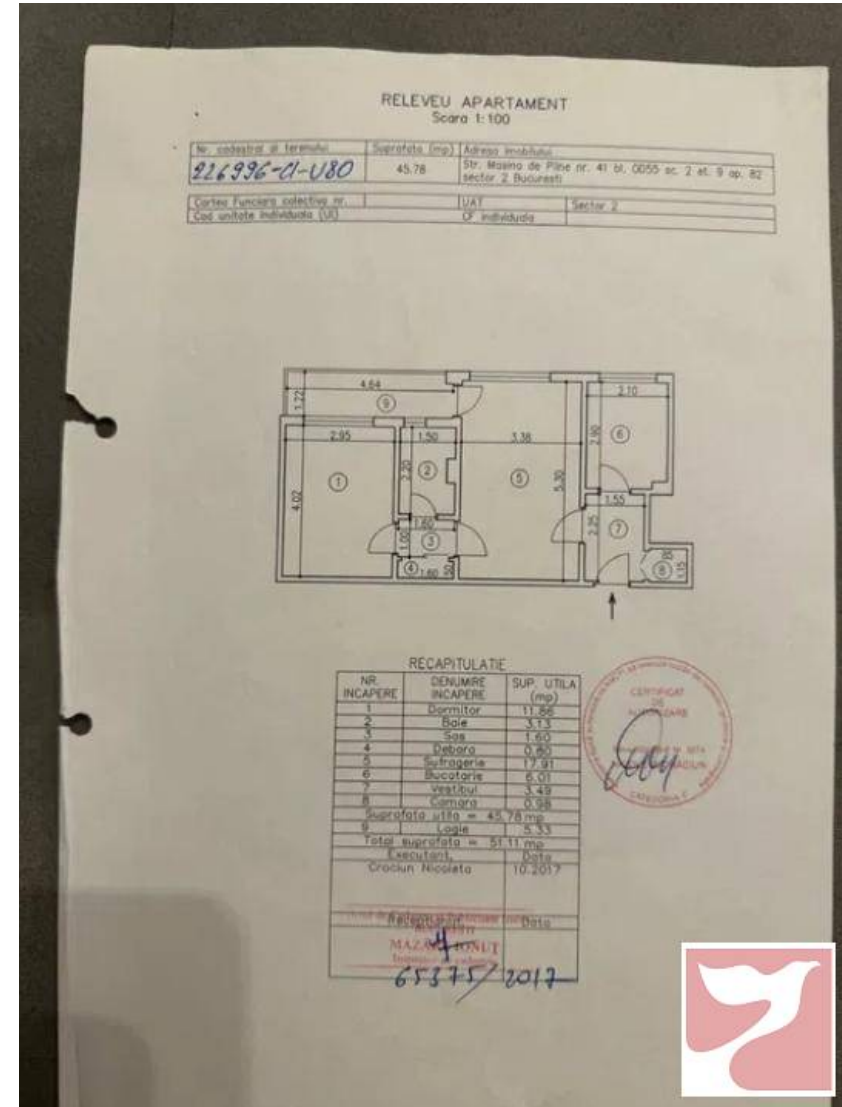 RELEVEU APARTAMENT
Scara 1:100
Nr. cadastral al terenului Suprafata (mp) Adresa imobilului
226996-C1-U80 45.78 Str. Masina de Pline nr. 41 bl. OD55 sc. 2 et. 9 ap. 82
sector 2 Bucuresti
Cartea Funciara colectiva nr. UAT Sector 2
Cod unitate individuala (UI) CF individuala
4.64
1.22
9
2.10
2.95
1.50
3.38
2.90
6
1
2.20
2
5
5.30
4.02
1.55
1.60
2.25
7
1.00
3
85
4
1.60
50
8
1.15
RECAPITULATIE
NR. INCAPERE DENUMIRE INCAPERE SUP. UTILA (mp)
1 Dormitor 11.86
2 Baie 3.13
3 Sas 1.60
4 Debara 0.80
5 Sufragerie 17.91
6 Bucatarie 6.01
7 Vestibul 3.49
8 Camara 0.98
Suprafata utila = 45.78 mp
9 Logie 5.33
Total suprafata = 51.11 mp
Executant, Data
Craciun Nicoleta 10.2017
Receptionat, Data
IONUT
65375/2017
CERTIFICAT
DE
AUTORIZARE
CATEGORIA C